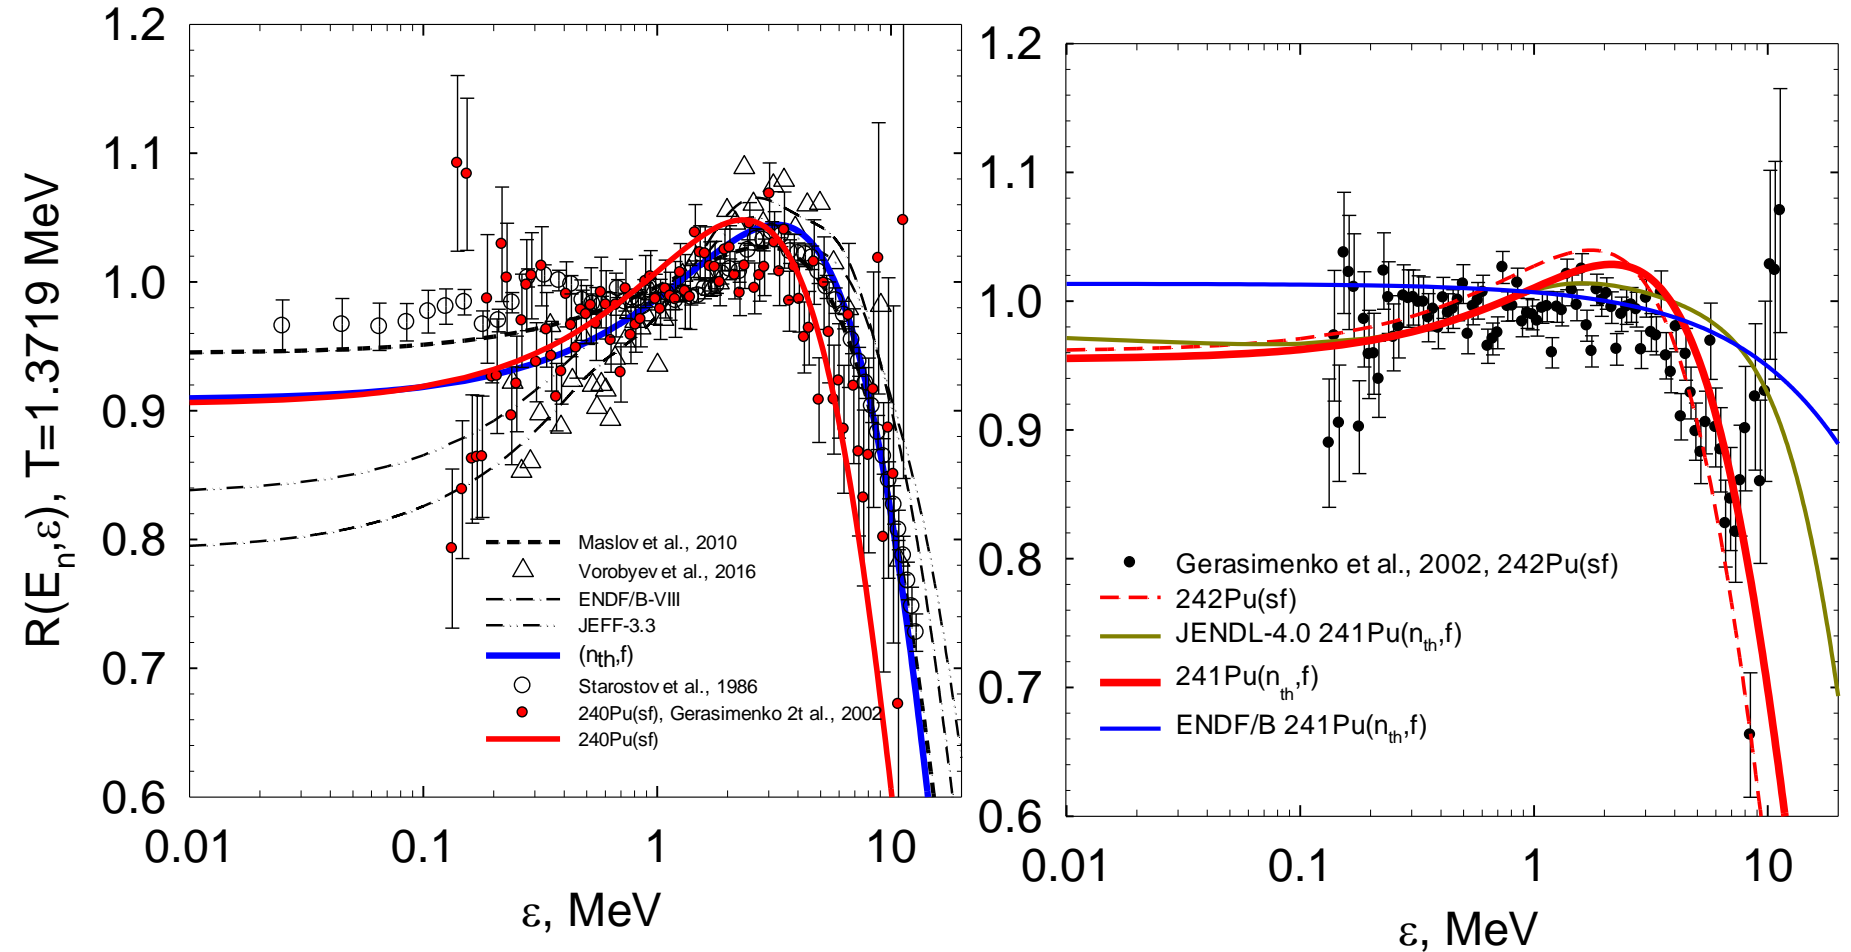 R(E_n,ε), T=1.3719 MeV
1.2
1.1
1.0
0.9
0.8
0.7
0.6
0.01
0.1
1
10
ε, MeV
Maslov et al., 2010
Vorobyev et al., 2016
ENDF/B-VIII
JEFF-3.3
(n_th,f)
Starostov et al., 1986
240Pu(sf), Gerasimenko 2t al., 2002
240Pu(sf)
1.2
1.1
1.0
0.9
0.8
0.7
0.6
0.01
0.1
1
10
ε, MeV
Gerasimenko et al., 2002, 242Pu(sf)
242Pu(sf)
JENDL-4.0 241Pu(n_th,f)
241Pu(n_th,f)
ENDF/B 241Pu(n_th,f)